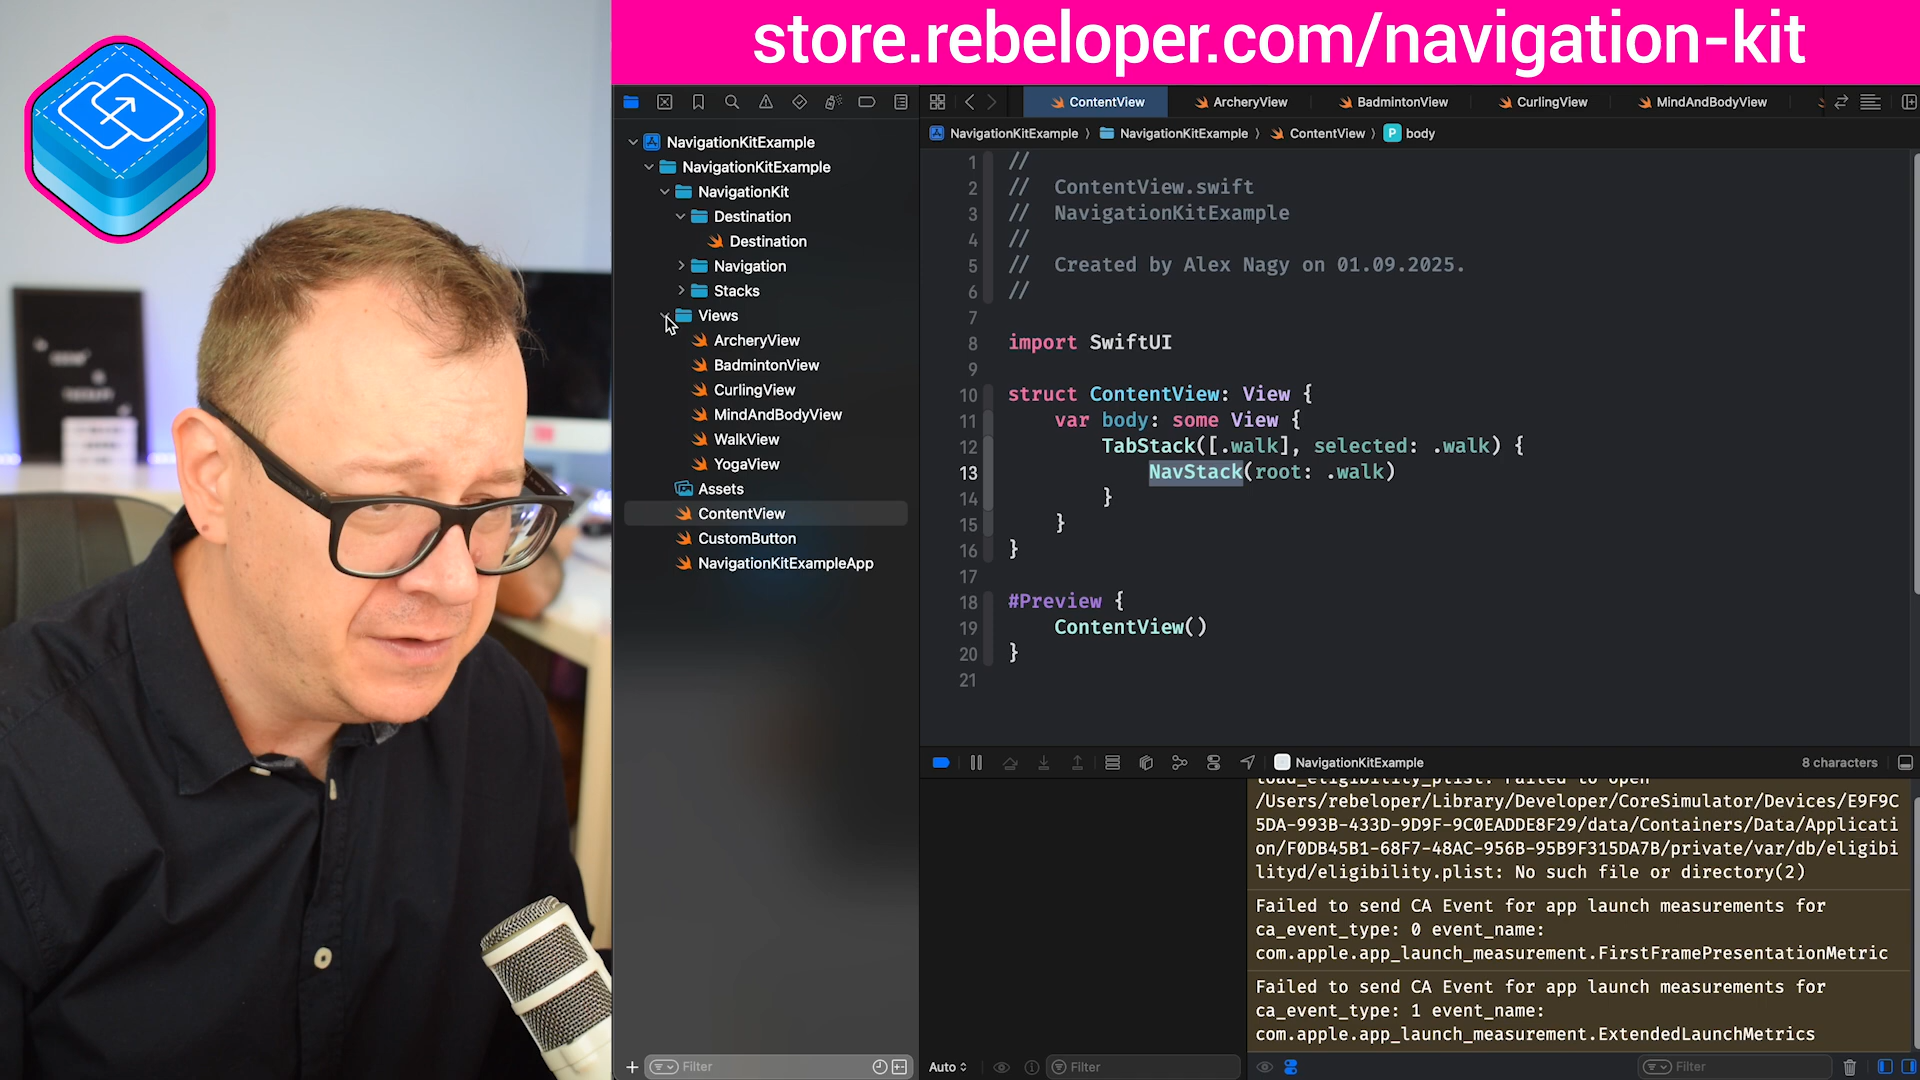 store.rebeloper.com/navigation-kit
ContentView
ArcheryView
BadmintonView
CurlingView
MindAndBodyView
NavigationKitExample
NavigationKitExample
ContentView
body
NavigationKitExample
NavigationKitExample
NavigationKit
Destination
Destination
Navigation
Stacks
Views
ArcheryView
BadmintonView
CurlingView
MindAndBodyView
WalkView
YogaView
Assets
ContentView
CustomButton
NavigationKitExampleApp
Filter
1 //
2 // ContentView.swift
3 // NavigationKitExample
4 //
5 // Created by Alex Nagy on 01.09.2025.
6 //
7
8 import SwiftUI
9
10 struct ContentView: View {
11 var body: some View {
12 TabStack([.walk], selected: .walk) {
13 NavStack(root: .walk)
14 }
15 }
16 }
17
18 #Preview {
19 ContentView()
20 }
21
NavigationKitExample
8 characters
load_eligibility_plist: Failed to open
/Users/rebeloper/Library/Developer/CoreSimulator/Devices/E9F9C
5DA-993B-433D-9D9F-9C0EADDE8F29/data/Containers/Data/Applicati
on/F0DB45B1-68F7-48AC-956B-95B9F315DA7B/private/var/db/eligibi
lityd/eligibility.plist: No such file or directory(2)
Failed to send CA Event for app launch measurements for
ca_event_type: 0 event_name:
com.apple.app_launch_measurement.FirstFramePresentationMetric
Failed to send CA Event for app launch measurements for
ca_event_type: 1 event_name:
com.apple.app_launch_measurement.ExtendedLaunchMetrics
Auto
Filter
Filter